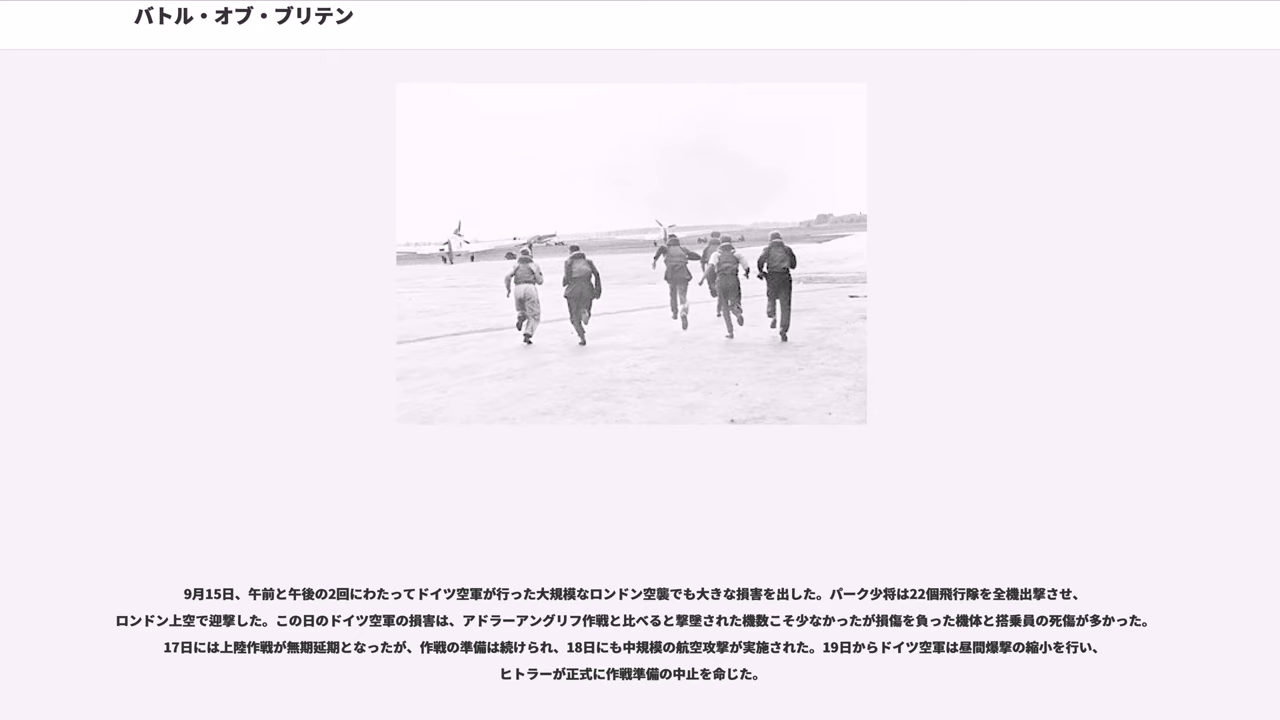 バトル・オブ・ブリテン
9月15日、午前と午後の2回にわたってドイツ空軍が行った大規模なロンドン空襲でも大きな損害を出した。パーク少将は22個飛行隊を全機出撃させ、
ロンドン上空で迎撃した。この日のドイツ空軍の損害は、アドラーアングリフ作戦と比べると撃墜された機数こそ少なかったが損傷を負った機体と搭乗員の死傷が多かった。
17日には上陸作戦が無期延期となったが、作戦の準備は続けられ、18日にも中規模の航空攻撃が実施された。19日からドイツ空軍は昼間爆撃の縮小を行い、
ヒトラーが正式に作戦準備の中止を命じた。